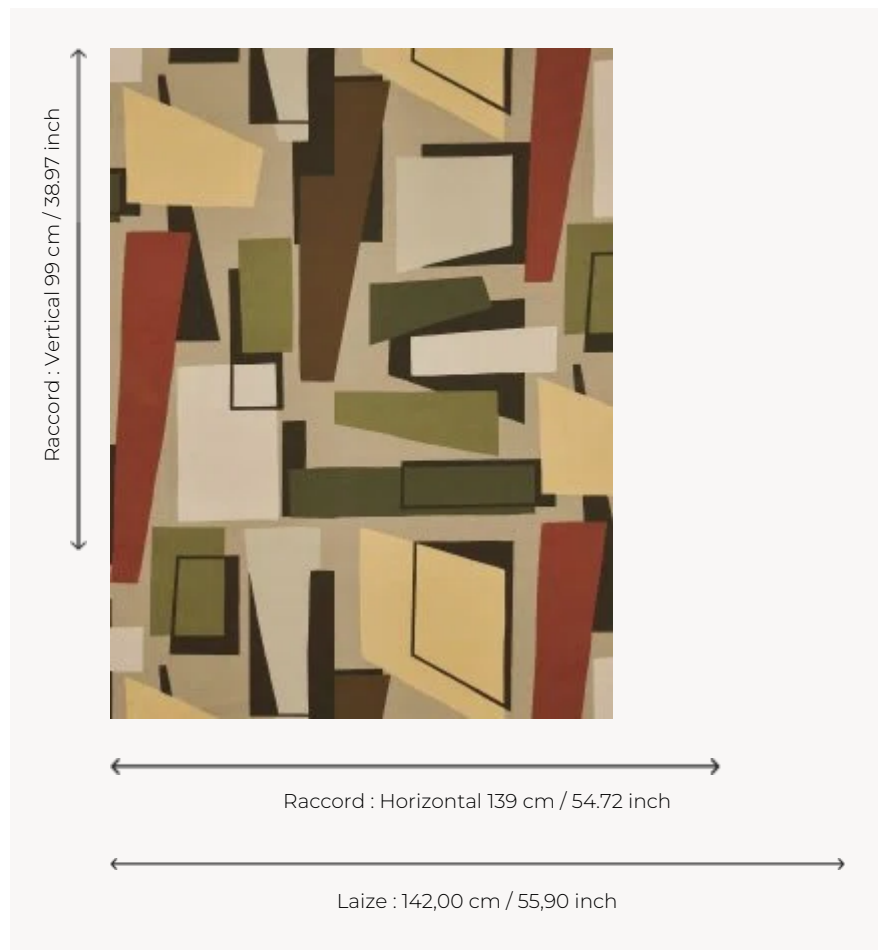 Raccord : Vertical 99 cm / 38.97 inch
Raccord : Horizontal 139 cm / 54.72 inch
Laize : 142,00 cm / 55,90 inch